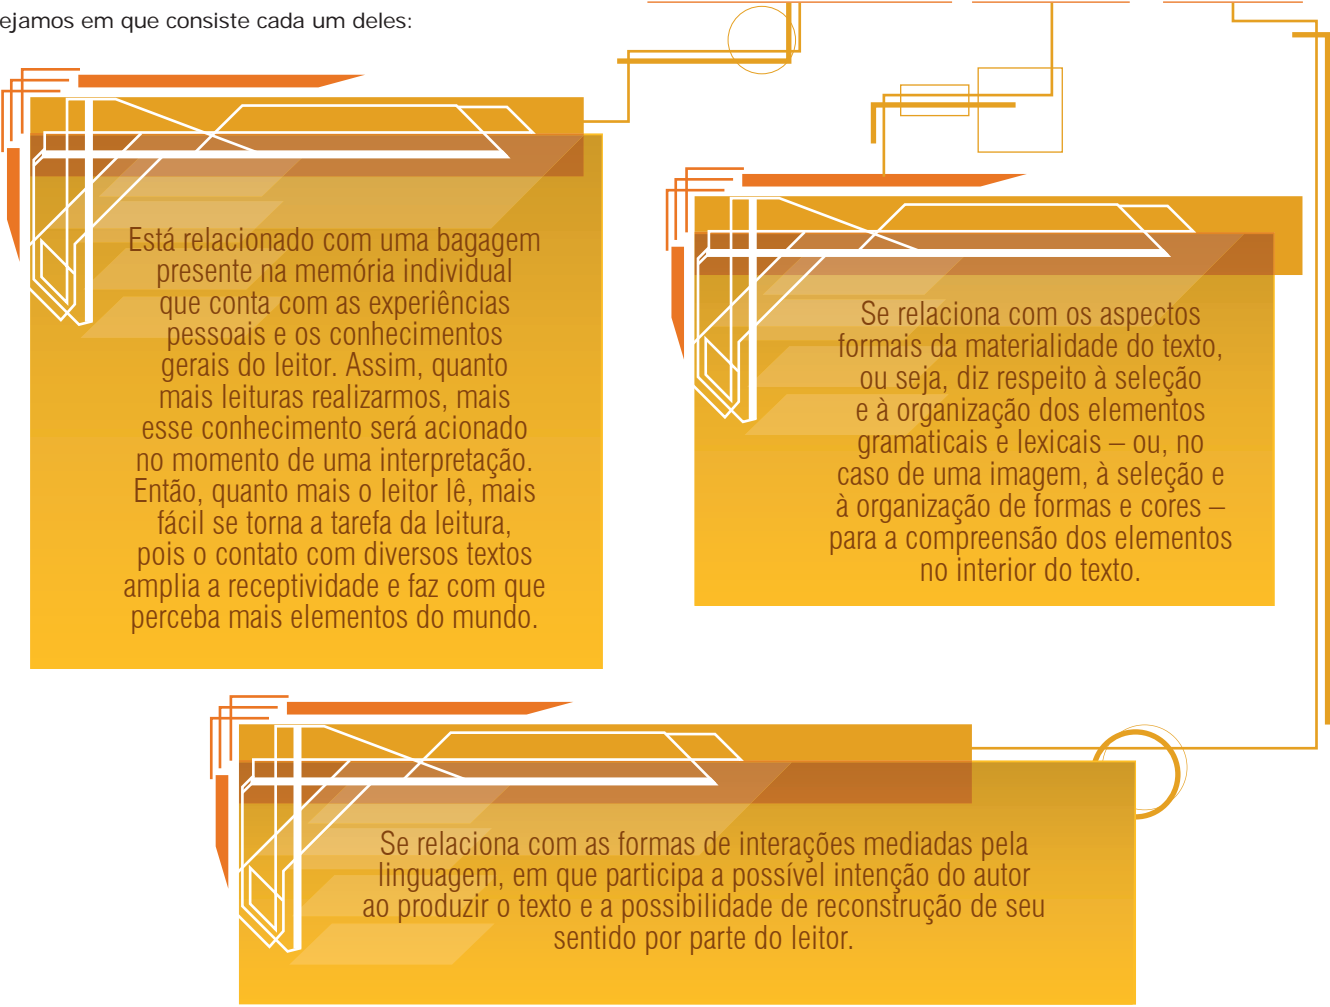 ejamos em que consiste cada um deles:
Está relacionado com uma bagagem
presente na memória individual
que conta com as experiências
pessoais e os conhecimentos
gerais do leitor. Assim, quanto
mais leituras realizarmos, mais
esse conhecimento será acionado
no momento de uma interpretação.
Então, quanto mais o leitor lê, mais
fácil se torna a tarefa da leitura,
pois o contato com diversos textos
amplia a receptividade e faz com que
perceba mais elementos do mundo.
Se relaciona com os aspectos
formais da materialidade do texto,
ou seja, diz respeito à seleção
e à organização dos elementos
gramaticais e lexicais – ou, no
caso de uma imagem, à seleção e
à organização de formas e cores –
para a compreensão dos elementos
no interior do texto.
Se relaciona com as formas de interações mediadas pela
linguagem, em que participa a possível intenção do autor
ao produzir o texto e a possibilidade de reconstrução de seu
sentido por parte do leitor.